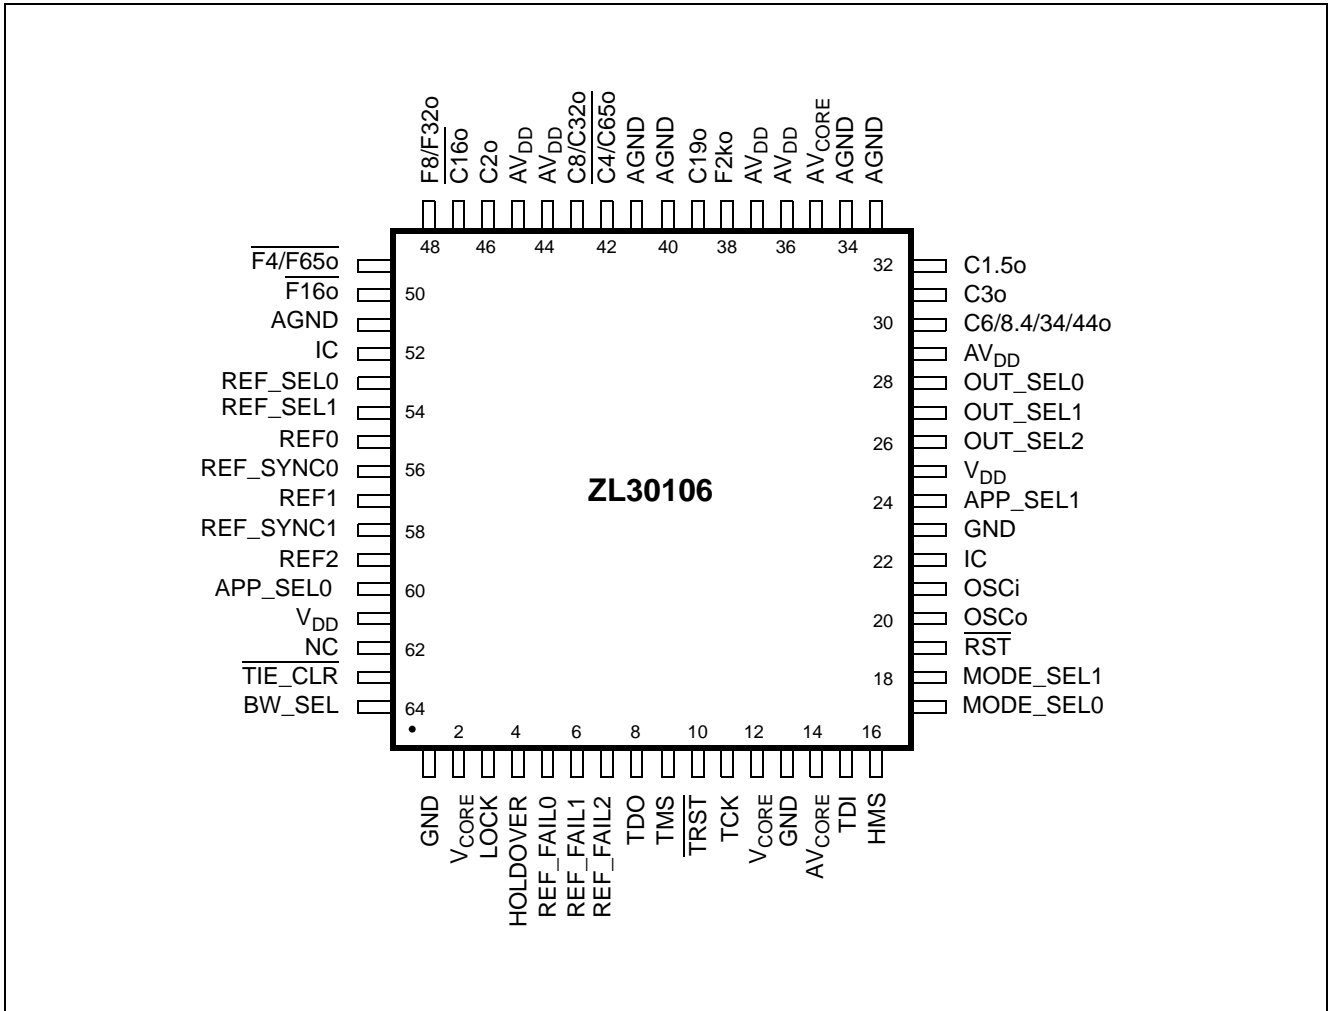 F8/F32o
C16o
C2o
AVDD
AVDD
C8/C32o
C4/C65o
AGND
AGND
C19o
F2ko
AVDD
AVDD
AVCORE
AGND
AGND
48
46
44
42
40
38
36
34
F4/F65o
F16o
AGND
IC
REF_SEL0
REF_SEL1
REF0
REF_SYNC0
REF1
REF_SYNC1
REF2
APP_SEL0
VDD
NC
TIE_CLR
BW_SEL
50
52
54
56
58
60
62
64
ZL30106
32
30
28
26
24
22
20
18
C1.5o
C3o
C6/8.4/34/44o
AVDD
OUT_SEL0
OUT_SEL1
OUT_SEL2
VDD
APP_SEL1
GND
IC
OSCi
OSCo
RST
MODE_SEL1
MODE_SEL0
2
4
6
8
10
12
14
16
GND
VCORE
LOCK
HOLDOVER
REF_FAIL0
REF_FAIL1
REF_FAIL2
TDO
TMS
TRST
TCK
VCORE
GND
AVCORE
TDI
HMS